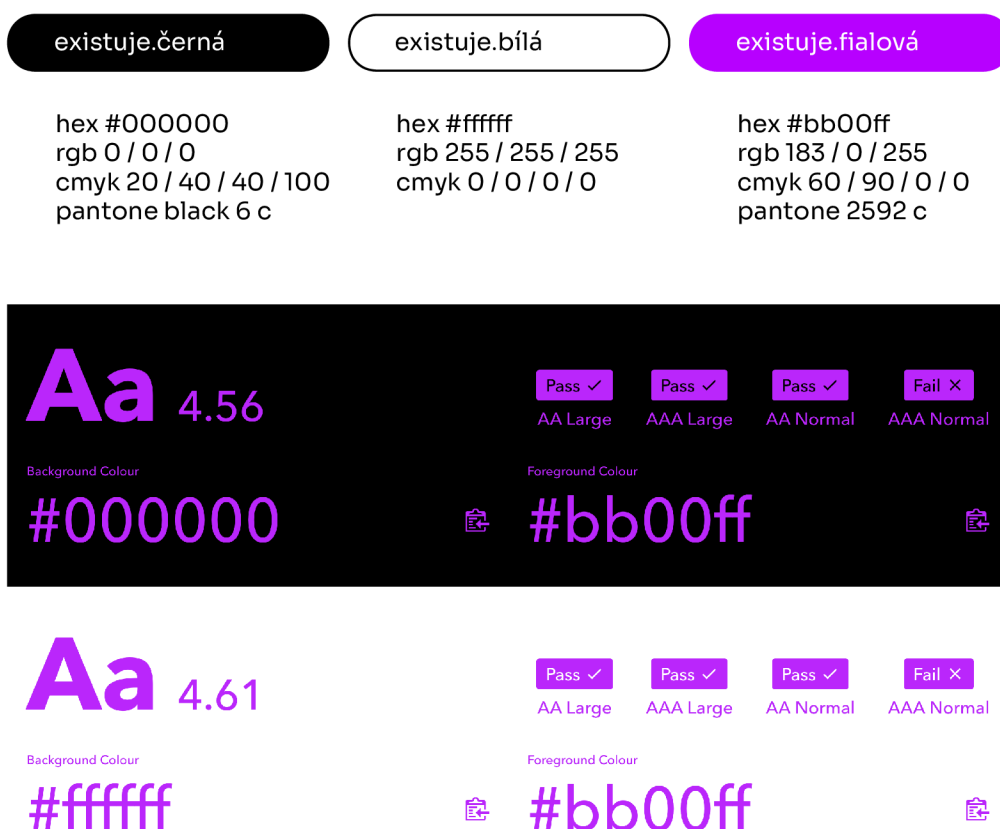 existuje.černá
existuje.bílá
existuje.fialová
hex #000000
rgb 0 / 0 / 0
cmyk 20 / 40 / 40 / 100
pantone black 6 c
hex #ffffff
rgb 255 / 255 / 255
cmyk 0 / 0 / 0 / 0
hex #bb00ff
rgb 183 / 0 / 255
cmyk 60 / 90 / 0 / 0
pantone 2592 c
Aa 4.56
Pass ✓ Pass ✓ Pass ✓ Fail ✕
AA Large AAA Large AA Normal AAA Normal
Background Colour
#000000
Foreground Colour
#bb00ff
Aa 4.61
Pass ✓ Pass ✓ Pass ✓ Fail ✕
AA Large AAA Large AA Normal AAA Normal
Background Colour
#ffffff
Foreground Colour
#bb00ff